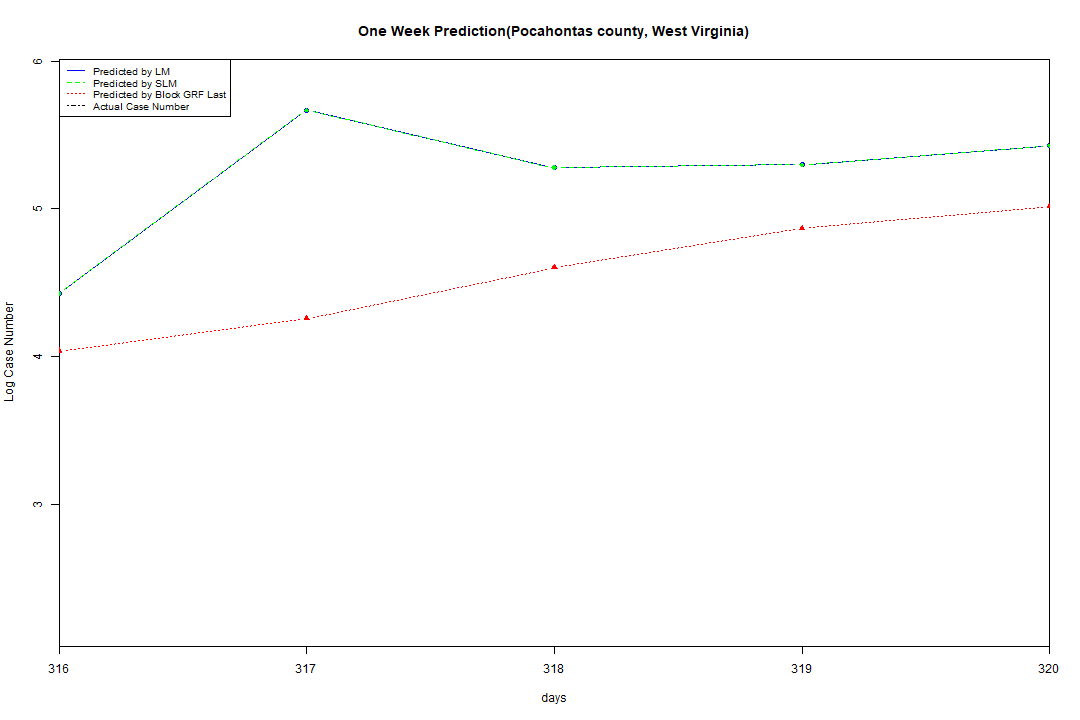 One Week Prediction(Pocahontas county, West Virginia)
Predicted by LM
Predicted by SLM
Predicted by Block GRF Last
Actual Case Number
6
5
4
3
Log Case Number
316
317
318
319
320
days